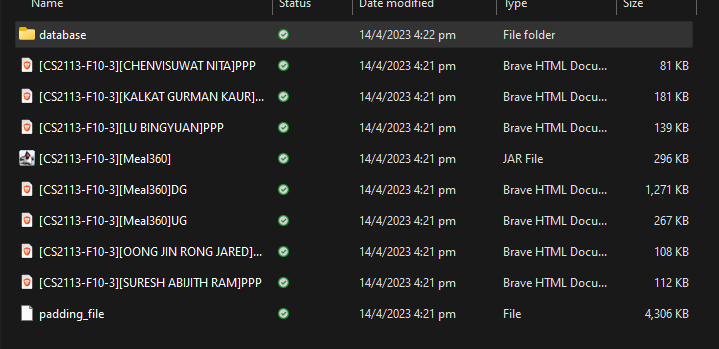 Name Status Date modified Type Size
database 14/4/2023 4:22 pm File folder
[CS2113-F10-3][CHENVISUWAT NITA]PPP 14/4/2023 4:21 pm Brave HTML Docu... 81 KB
[CS2113-F10-3][KALKAT GURMAN KAUR]... 14/4/2023 4:21 pm Brave HTML Docu... 181 KB
[CS2113-F10-3][LU BINGYUAN]PPP 14/4/2023 4:21 pm Brave HTML Docu... 139 KB
[CS2113-F10-3][Meal360] 14/4/2023 4:21 pm JAR File 296 KB
[CS2113-F10-3][Meal360]DG 14/4/2023 4:21 pm Brave HTML Docu... 1,271 KB
[CS2113-F10-3][Meal360]UG 14/4/2023 4:21 pm Brave HTML Docu... 267 KB
[CS2113-F10-3][OONG JIN RONG JARED]... 14/4/2023 4:21 pm Brave HTML Docu... 108 KB
[CS2113-F10-3][SURESH ABIJITH RAM]PPP 14/4/2023 4:21 pm Brave HTML Docu... 112 KB
padding_file 14/4/2023 4:21 pm File 4,306 KB